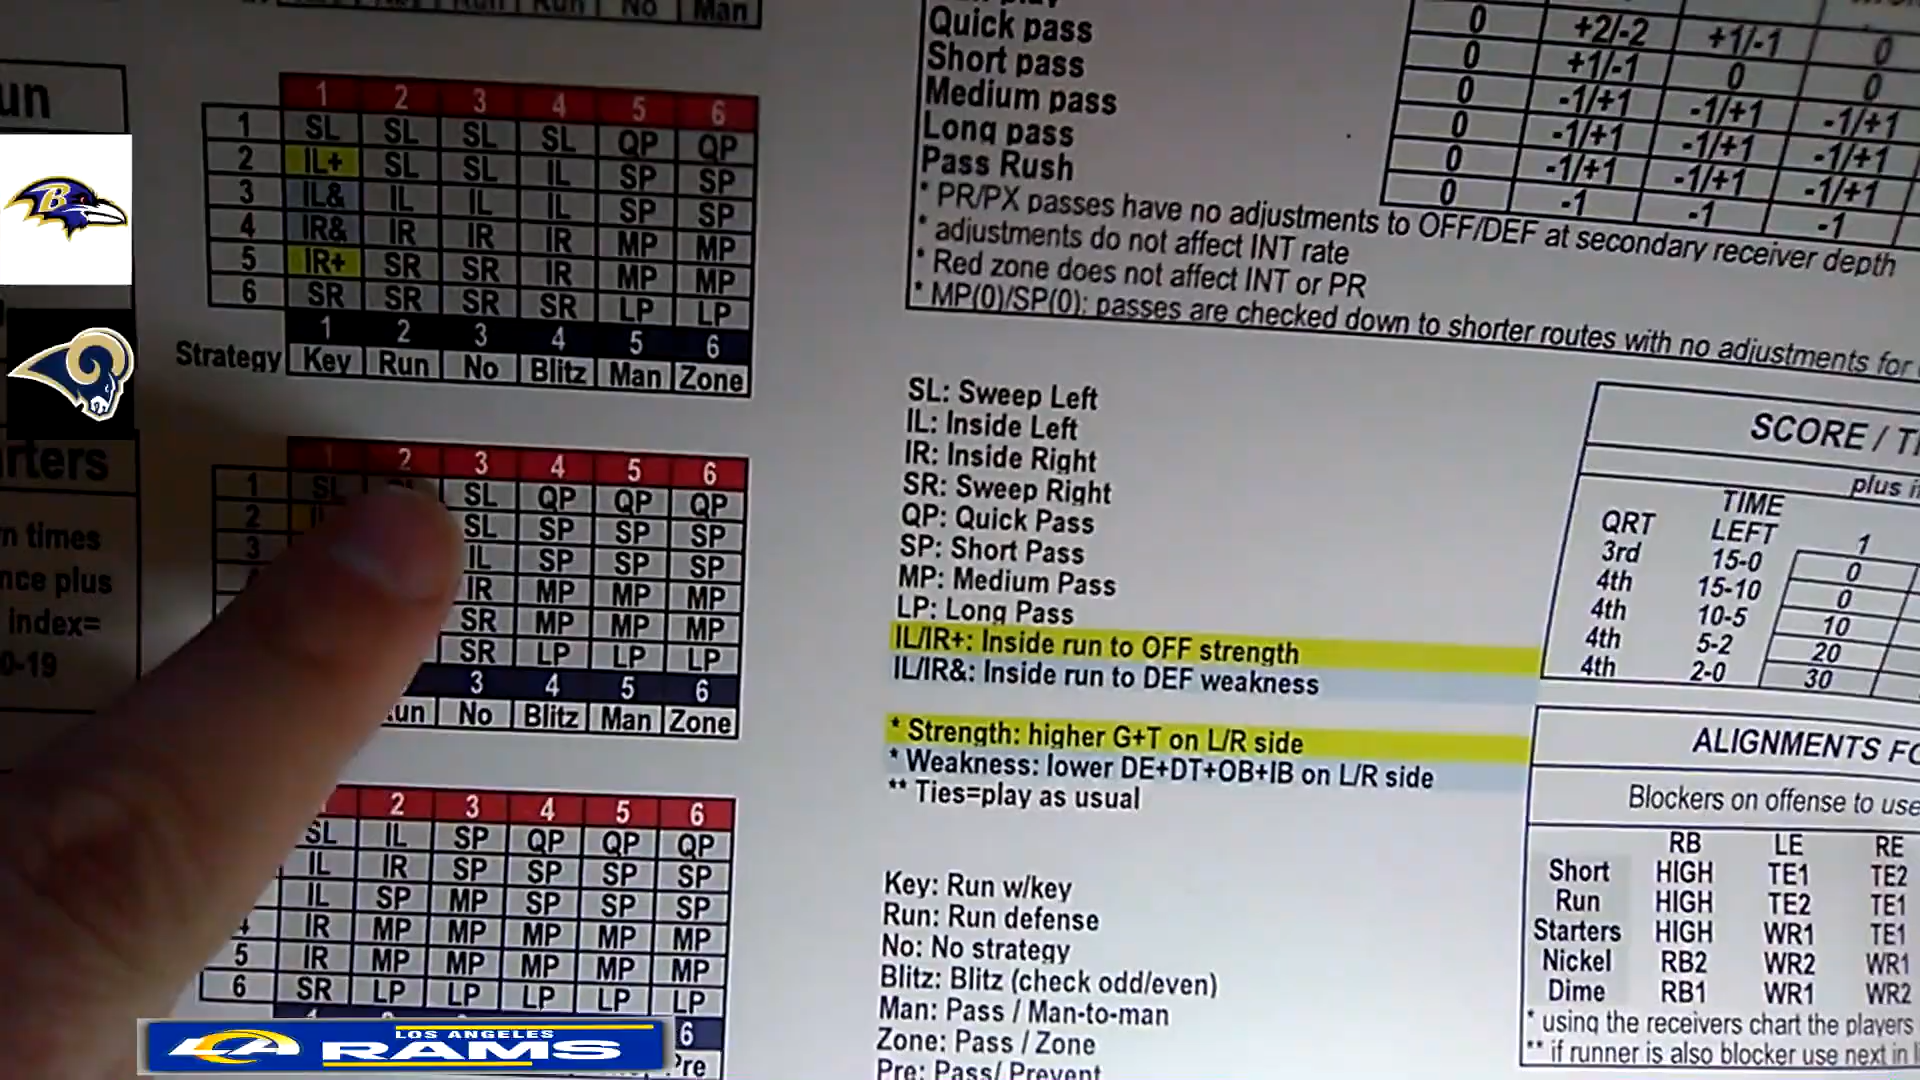 Run Run No Man
1 2 3 4 5 6
1 SL SL SL SL QP QP
2 IL+ SL SL IL SP SP
3 IL& IL IL IL SP SP
4 IR& IR IR IR MP MP
5 IR+ SR SR IR MP MP
6 SR SR SR SR LP LP
1 2 3 4 5 6
Strategy Key Run No Blitz Man Zone
1 2 3 4 5 6
1 SL SL QP QP QP
2 SL SP SP SP
3 IL SP SP SP
IR MP MP MP
SR MP MP MP
SR LP LP LP
3 4 5 6
un No Blitz Man Zone
2 3 4 5 6
SL IL SP QP QP QP
IL IR SP SP SP SP
IL SP MP SP SP SP
4 IR MP MP MP MP MP
5 IR MP MP MP MP MP
6 SR LP LP LP LP LP
6
Pre
un
rters
n times
nce plus
index=
0-19
B
LOS ANGELES
RAMS
Quick pass
Short pass
Medium pass
Long pass
Pass Rush
0 +2/-2 +1/-1 0
0 +1/-1 0 0
0 -1/+1 -1/+1 -1/+1
0 -1/+1 -1/+1 -1/+1
0 -1/+1 -1/+1 -1/+1
0 -1 -1 -1
* PR/PX passes have no adjustments to OFF/DEF at secondary receiver depth
* adjustments do not affect INT rate
* Red zone does not affect INT or PR
* MP(0)/SP(0): passes are checked down to shorter routes with no adjustments for
SL: Sweep Left
IL: Inside Left
IR: Inside Right
SR: Sweep Right
QP: Quick Pass
SP: Short Pass
MP: Medium Pass
LP: Long Pass
IL/IR+: Inside run to OFF strength
IL/IR&: Inside run to DEF weakness
* Strength: higher G+T on L/R side
* Weakness: lower DE+DT+OB+IB on L/R side
** Ties=play as usual
Key: Run w/key
Run: Run defense
No: No strategy
Blitz: Blitz (check odd/even)
Man: Pass / Man-to-man
Zone: Pass / Zone
Pre: Pass/ Prevent
SCORE / TI
plus i
QRT TIME LEFT 1
3rd 15-0 0
4th 15-10 0
4th 10-5 10
4th 5-2 20
4th 2-0 30
ALIGNMENTS FO
Blockers on offense to use
RB LE RE
Short HIGH TE1 TE2
Run HIGH TE2 TE1
Starters HIGH WR1 TE1
Nickel RB2 WR2 WR1
Dime RB1 WR1 WR2
* using the receivers chart the players
** if runner is also blocker use next in l